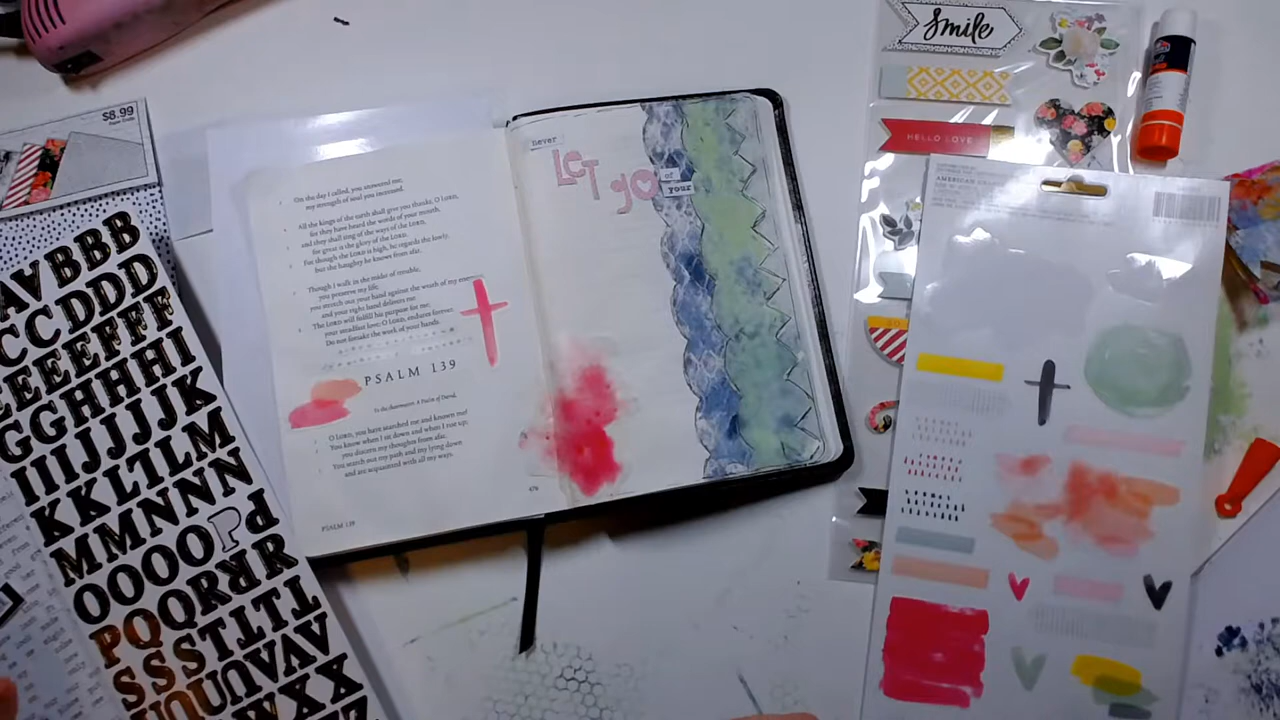 $8.99
A V B B B
C C D D D
E E E F F F
G G H H H I
I I I J J J K
K K L L L M
M M N N N N
O O O O P P
O Q Q R R R
P Q
S S S T T T
U U U V V A
W X X
On the day I called, you answered me;
my strength of soul you increased.
All the kings of the earth shall give you thanks, O LORD,
for they have heard the words of your mouth,
and they shall sing of the ways of the LORD,
for great is the glory of the LORD.
For though the LORD is high, he regards the lowly,
but the haughty he knows from afar.
Though I walk in the midst of trouble,
you preserve my life;
you stretch out your hand against the wrath of my
and your right hand delivers me.
The LORD will fulfill his purpose for me;
your steadfast love, O LORD, endures forever.
Do not forsake the work of your hands.
PSALM 139
To the choirmaster. A Psalm of David.
O LORD, you have searched me and known me!
You know when I sit down and when I rise up;
you discern my thoughts from afar.
You search out my path and my lying down
and are acquainted with all my ways.
PSALM 139
never
LeT go of
your
Smile
HELLO LOVE